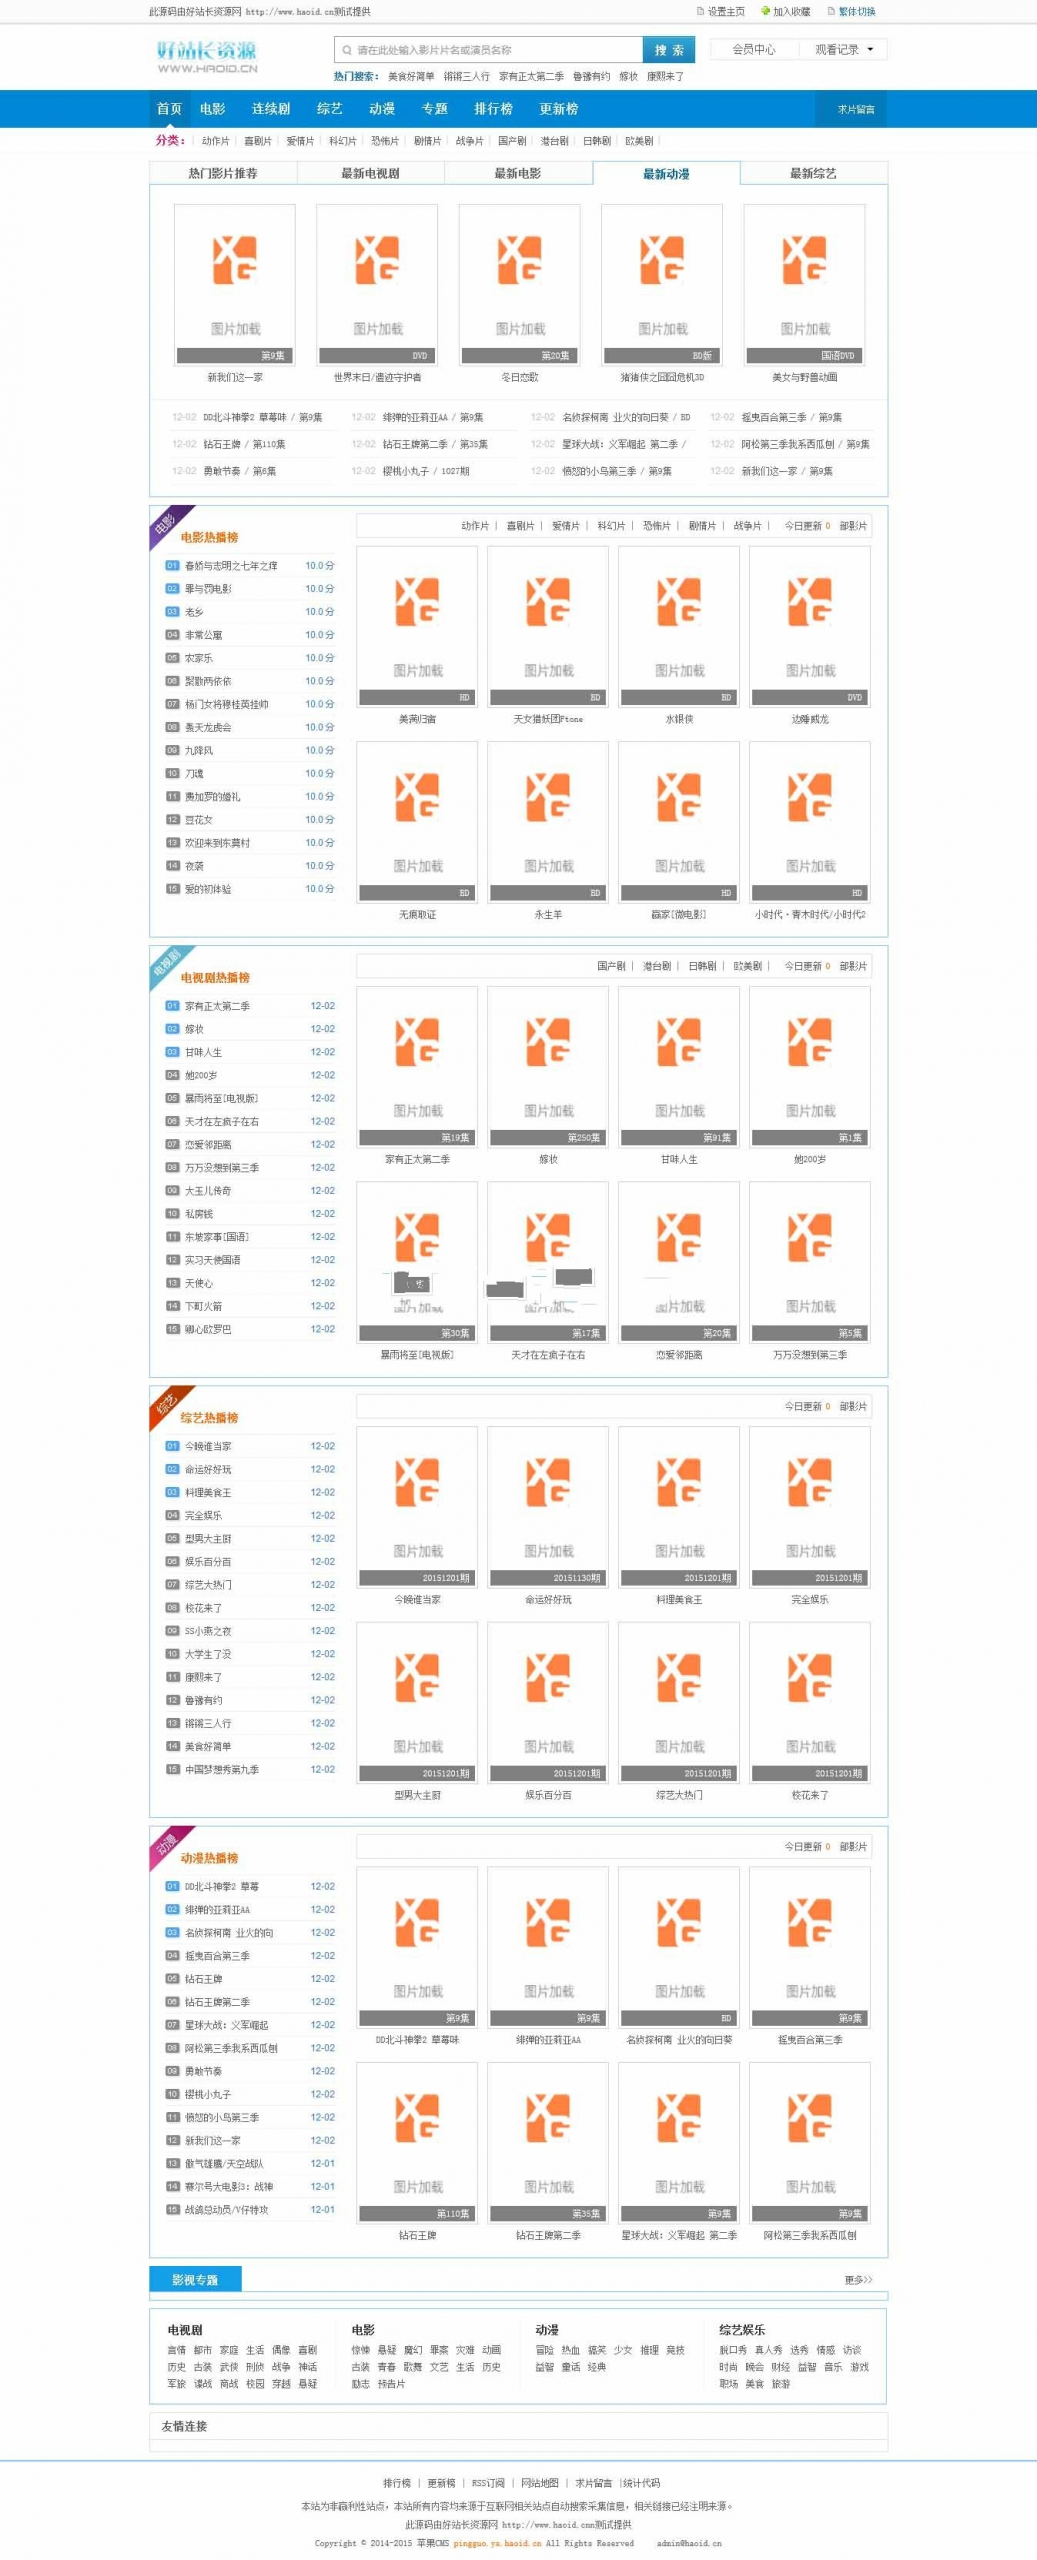 此源码由好站长资源网 http://www.haoid.cn测试提供 设置主页 加入收藏 繁体切换
好站长资源
WWW.HAOID.CN
请在此处输入影片片名或演员名称 搜 索 会员中心 观看记录
热门搜索： 美食好简单 锵锵三人行 家有正太第二季 鲁豫有约 嫁妆 康熙来了
首页 电影 连续剧 综艺 动漫 专题 排行榜 更新榜 求片留言
分类： 动作片 喜剧片 爱情片 科幻片 恐怖片 剧情片 战争片 国产剧 港台剧 日韩剧 欧美剧
热门影片推荐 最新电视剧 最新电影 最新动漫 最新综艺
图片加载 图片加载 图片加载 图片加载 图片加载
第9集 DVD 第20集 BD版 国语DVD
新我们这一家 世界末日/遗迹守护者 冬日恋歌 猪猪侠之囧囧危机3D 美女与野兽动画
12-02 DD北斗神拳2 草莓味 / 第9集 12-02 绯弹的亚莉亚AA / 第9集 12-02 名侦探柯南 业火的向日葵 / BD 12-02 摇曳百合第三季 / 第9集
12-02 钻石王牌 / 第110集 12-02 钻石王牌第二季 / 第35集 12-02 星球大战：义军崛起 第二季 / 12-02 阿松第三季我系西瓜刨 / 第9集
12-02 勇敢节奏 / 第6集 12-02 樱桃小丸子 / 1027期 12-02 愤怒的小鸟第三季 / 第9集 12-02 新我们这一家 / 第9集
电影
电影热播榜
01 春娇与志明之七年之痒 10.0分
02 罪与罚电影 10.0分
03 老乡 10.0分
04 非常公寓 10.0分
05 农家乐 10.0分
06 聚散两依依 10.0分
07 杨门女将穆桂英挂帅 10.0分
08 轰天龙虎会 10.0分
09 九降风 10.0分
10 刀魂 10.0分
11 费加罗的婚礼 10.0分
12 豆花女 10.0分
13 欢迎来到东莫村 10.0分
14 夜袭 10.0分
15 爱的初体验 10.0分
动作片 | 喜剧片 | 爱情片 | 科幻片 | 恐怖片 | 剧情片 | 战争片 | 今日更新 0 部影片
图片加载 图片加载 图片加载 图片加载
HD BD BD DVD
美满归宿 天女猎妖团Ptone 水银侠 边陲威龙
图片加载 图片加载 图片加载 图片加载
BD BD HD HD
无痕取证 永生羊 赢家[微电影] 小时代·青木时代/小时代2
电视剧
电视剧热播榜
01 家有正太第二季 12-02
02 嫁妆 12-02
03 甘味人生 12-02
04 她200岁 12-02
05 暴雨将至[电视版] 12-02
06 天才在左疯子在右 12-02
07 恋爱邻距离 12-02
08 万万没想到第三季 12-02
09 大玉儿传奇 12-02
10 私房钱 12-02
11 东坡家事[国语] 12-02
12 实习天使国语 12-02
13 天使心 12-02
14 下町火箭 12-02
15 卿心欧罗巴 12-02
国产剧 | 港台剧 | 日韩剧 | 欧美剧 | 今日更新 0 部影片
图片加载 图片加载 图片加载 图片加载
第19集 第250集 第91集 第1集
家有正太第二季 嫁妆 甘味人生 她200岁
图片加载 图片加载 图片加载 图片加载
第30集 第17集 第20集 第5集
暴雨将至[电视版] 天才在左疯子在右 恋爱邻距离 万万没想到第三季
综艺
综艺热播榜
01 今晚谁当家 12-02
02 命运好好玩 12-02
03 料理美食王 12-02
04 完全娱乐 12-02
05 型男大主厨 12-02
06 娱乐百分百 12-02
07 综艺大热门 12-02
08 校花来了 12-02
09 SS小燕之夜 12-02
10 大学生了没 12-02
11 康熙来了 12-02
12 鲁豫有约 12-02
13 锵锵三人行 12-02
14 美食好简单 12-02
15 中国梦想秀第九季 12-02
今日更新 0 部影片
图片加载 图片加载 图片加载 图片加载
20151201期 20151130期 20151201期 20151201期
今晚谁当家 命运好好玩 料理美食王 完全娱乐
图片加载 图片加载 图片加载 图片加载
20151201期 20151201期 20151201期 20151201期
型男大主厨 娱乐百分百 综艺大热门 校花来了
动漫
动漫热播榜
01 DD北斗神拳2 草莓 12-02
02 绯弹的亚莉亚AA 12-02
03 名侦探柯南 业火的向 12-02
04 摇曳百合第三季 12-02
05 钻石王牌 12-02
06 钻石王牌第二季 12-02
07 星球大战：义军崛起 12-02
08 阿松第三季我系西瓜刨 12-02
09 勇敢节奏 12-02
10 樱桃小丸子 12-02
11 愤怒的小鸟第三季 12-02
12 新我们这一家 12-02
13 傲气雄鹰/天空战队 12-01
14 赛尔号大电影3：战神 12-01
15 战鸽总动员/V仔特攻 12-01
今日更新 0 部影片
图片加载 图片加载 图片加载 图片加载
第9集 第9集 BD 第9集
DD北斗神拳2 草莓味 绯弹的亚莉亚AA 名侦探柯南 业火的向日葵 摇曳百合第三季
图片加载 图片加载 图片加载 图片加载
第110集 第35集 第9集 第9集
钻石王牌 钻石王牌第二季 星球大战：义军崛起 第二季 阿松第三季我系西瓜刨
影视专题 更多>>
电视剧 电影 动漫 综艺娱乐
言情 都市 家庭 生活 偶像 喜剧 惊悚 悬疑 魔幻 罪案 灾难 动画 冒险 热血 搞笑 少女 推理 竞技 脱口秀 真人秀 选秀 情感 访谈
历史 古装 武侠 刑侦 战争 神话 古装 青春 歌舞 文艺 生活 历史 益智 童话 经典 时尚 晚会 财经 益智 音乐 游戏
军旅 谍战 商战 校园 穿越 悬疑 励志 预告片 职场 美食 旅游
友情连接
排行榜 | 更新榜 | RSS订阅 | 网站地图 | 求片留言 |统计代码
本站为非赢利性站点，本站所有内容均来源于互联网相关站点自动搜索采集信息，相关链接已经注明来源。
此源码由好站长资源网 http://www.haoid.cnn测试提供
Copyright © 2014-2015 苹果CMS pingguo.ys.haoid.cn All Rights Reserved admin@haoid.cn